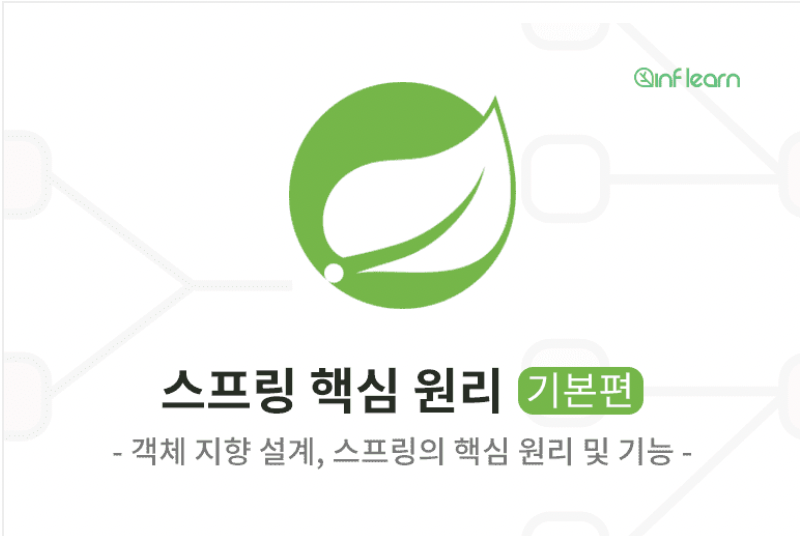 inflearn
스프링 핵심 원리 기본편
- 객체 지향 설계, 스프링의 핵심 원리 및 기능 -